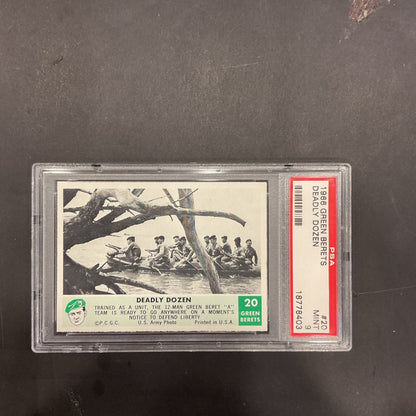 DEADLY DOZEN
TRAINED AS A UNIT, THE 12-MAN GREEN BERET "A"
TEAM IS READY TO GO ANYWHERE ON A MOMENT'S
NOTICE TO DEFEND LIBERTY.
©P.C.G.C. U.S. Army Photo Printed in U.S.A.
20
GREEN
BERETS
PSA
1966 GREEN BERETS #20
DEADLY DOZEN MINT
9
18778403